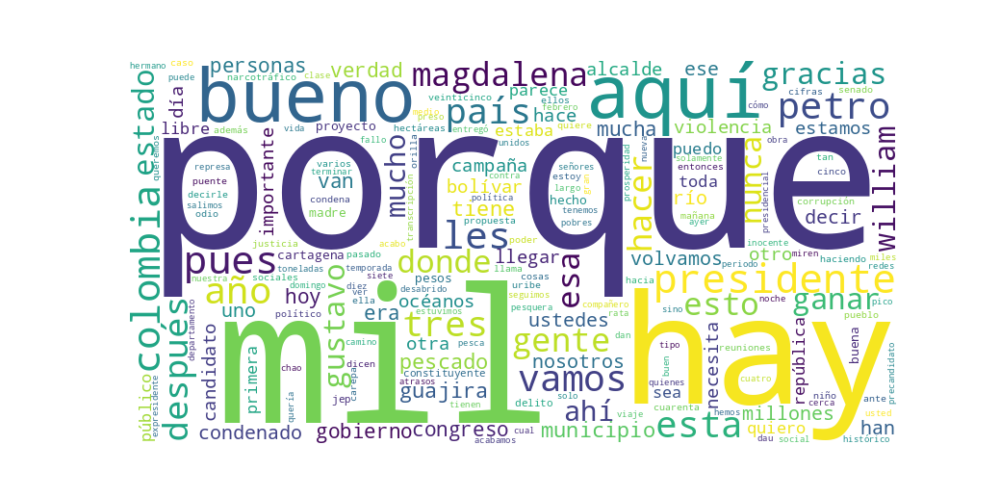 porque
mil
hay
bueno
aquí
magdalena
país
petro
gracias
president
pues
les
donde
año
tres
gustavo
vamos
gente
esto
esta
esa
ganar
hacer
nunca
william
colombia
estado
después
personas
verdad
alcalde
ese
parece
hace
mucha
violencia
estamos
puedo
toda
río
decir
libre
día
importante
proyecto
van
madre
mucho
campaña
bolívar
tiene
estaba
hecho
llegar
volvamos
otro
hoy
uno
era
océanos
otra
pescado
guajira
ustedes
nosotros
ahí
municipio
millones
quiero
han
necesita
sea
república
buena
candidato
primera
público
condenado
gobierno
congreso
jep
constituyente
delito
cartagena
pesos
político
justicia
toneladas
sociales
pasado
temporada
siete
diez
ver
ella
domingo
desabrido
estuvimos
camino
dicen
carepa
atrasos
tienen
chao
quería
expresidente
departamento
nuestra
hermano
caso
puede
narcotráfico
clase
veinticinco
ellos
febrero
medio
preso
hectáreas
entregó
unidos
quiere
fallo
orilla
además
vida
queremos
represa
puente
decirle
salimos
odio
varios
terminar
condena
transcripción
contra
política
propuesta
poder
acabo
llama
cosas
uribe
seguimos
pesquera
pesca
señores
estoy
largo
tenemos
pobres
prosperidad
nueva
solamente
entonces
mañana
ayer
presidencial
inocente
miren
hacia
periodo
miles
redes
noche
pico
pueblo
sino
compañero
rata
dan
tipo
reuniones
cuatro
buen
quienes
niño
cerca
ante
usted
precandidato
solo
viaje
cuarenta
hemos
dau
social
histórico
cual
acabamos
cifras
senado
cómo
obra
tan
cinco
corrupción